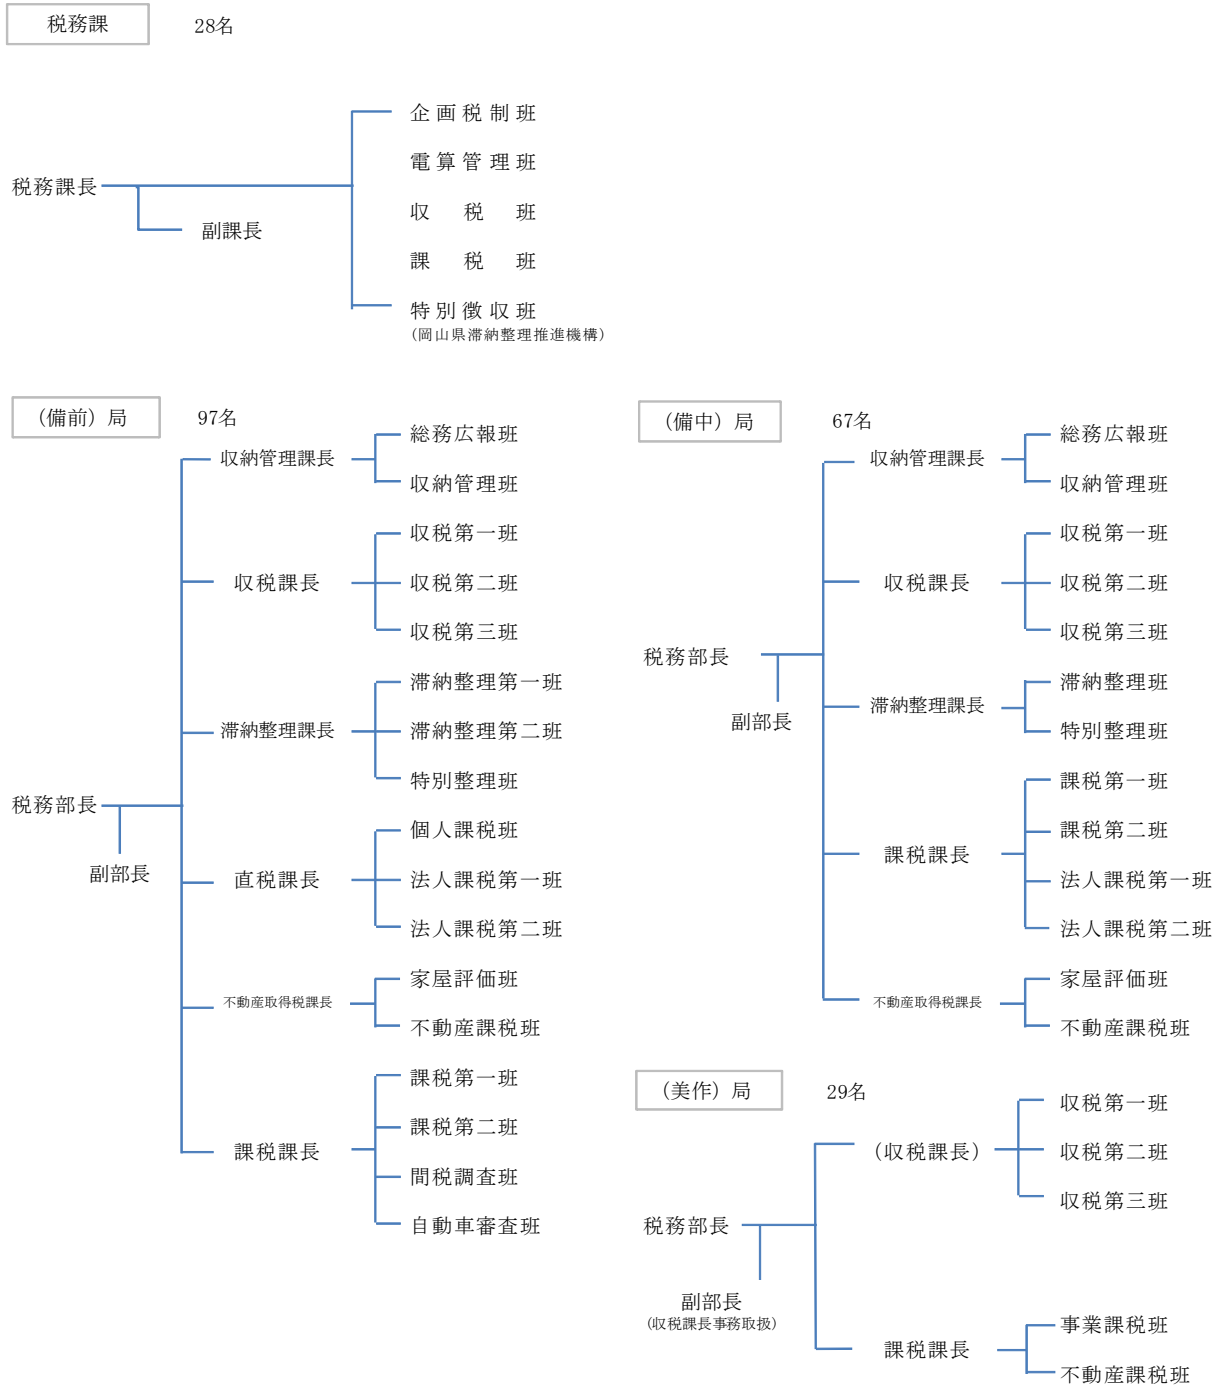 税務課 28名
企画税制班
電算管理班
税務課長
収税班
副課長
課税班
特別徴収班
(岡山県滞納整理推進機構)
（備前）局 97名
総務広報班
収納管理課長
収納管理班
収税第一班
収税課長
収税第二班
収税第三班
滞納整理第一班
滞納整理課長
滞納整理第二班
特別整理班
税務部長
副部長
個人課税班
直税課長
法人課税第一班
法人課税第二班
家屋評価班
不動産取得税課長
不動産課税班
課税第一班
課税第二班
課税課長
間税調査班
自動車審査班
（備中）局 67名
総務広報班
収納管理課長
収納管理班
収税第一班
収税課長
収税第二班
収税第三班
税務部長
副部長
滞納整理班
滞納整理課長
特別整理班
課税第一班
課税第二班
課税課長
法人課税第一班
法人課税第二班
家屋評価班
不動産取得税課長
不動産課税班
（美作）局 29名
収税第一班
（収税課長）
収税第二班
収税第三班
税務部長
副部長
(収税課長事務取扱)
事業課税班
課税課長
不動産課税班